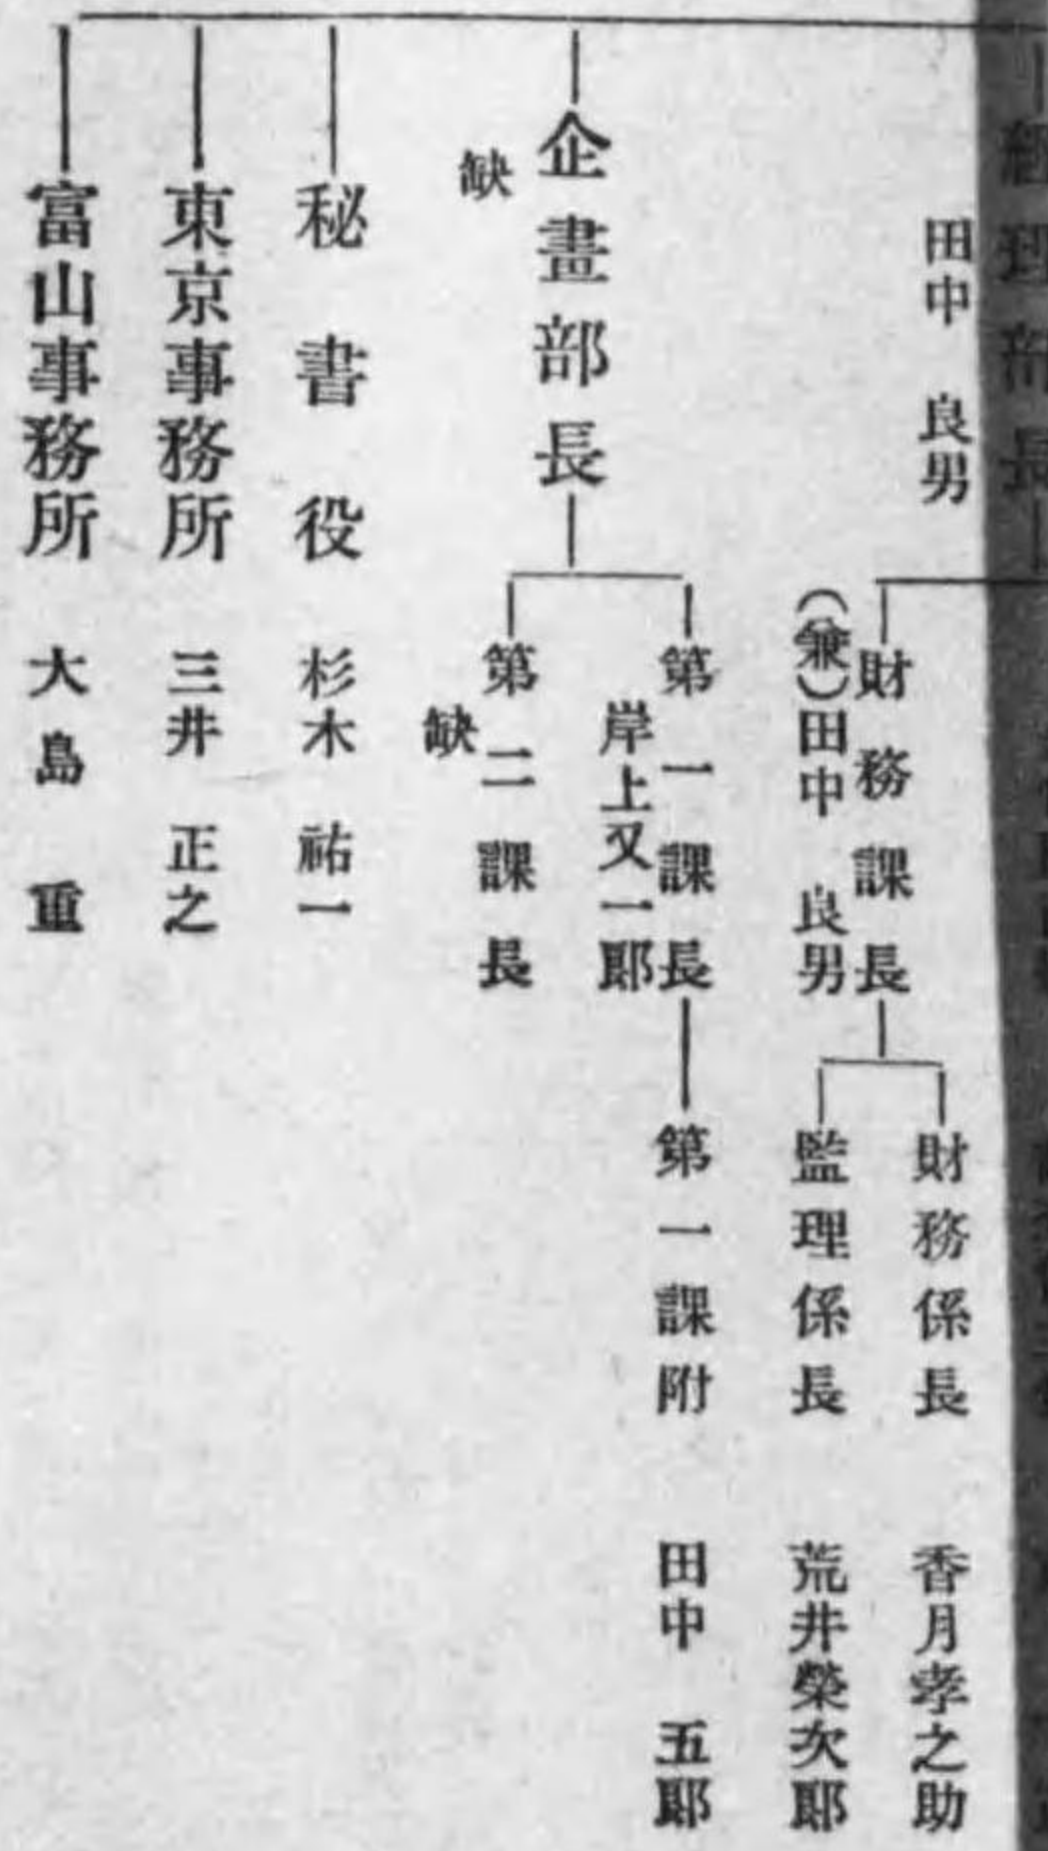 經理部長
田中 良男
財務課長
(兼)田中 良男
財務係長 香月孝之助
監理係長 荒井榮次郎
企畫部長
缺
第一課長
岸上又一郎
第一課附 田中 五郎
第二課長
缺
秘書役 杉木 祐一
東京事務所 三井 正之
富山事務所 大島 重